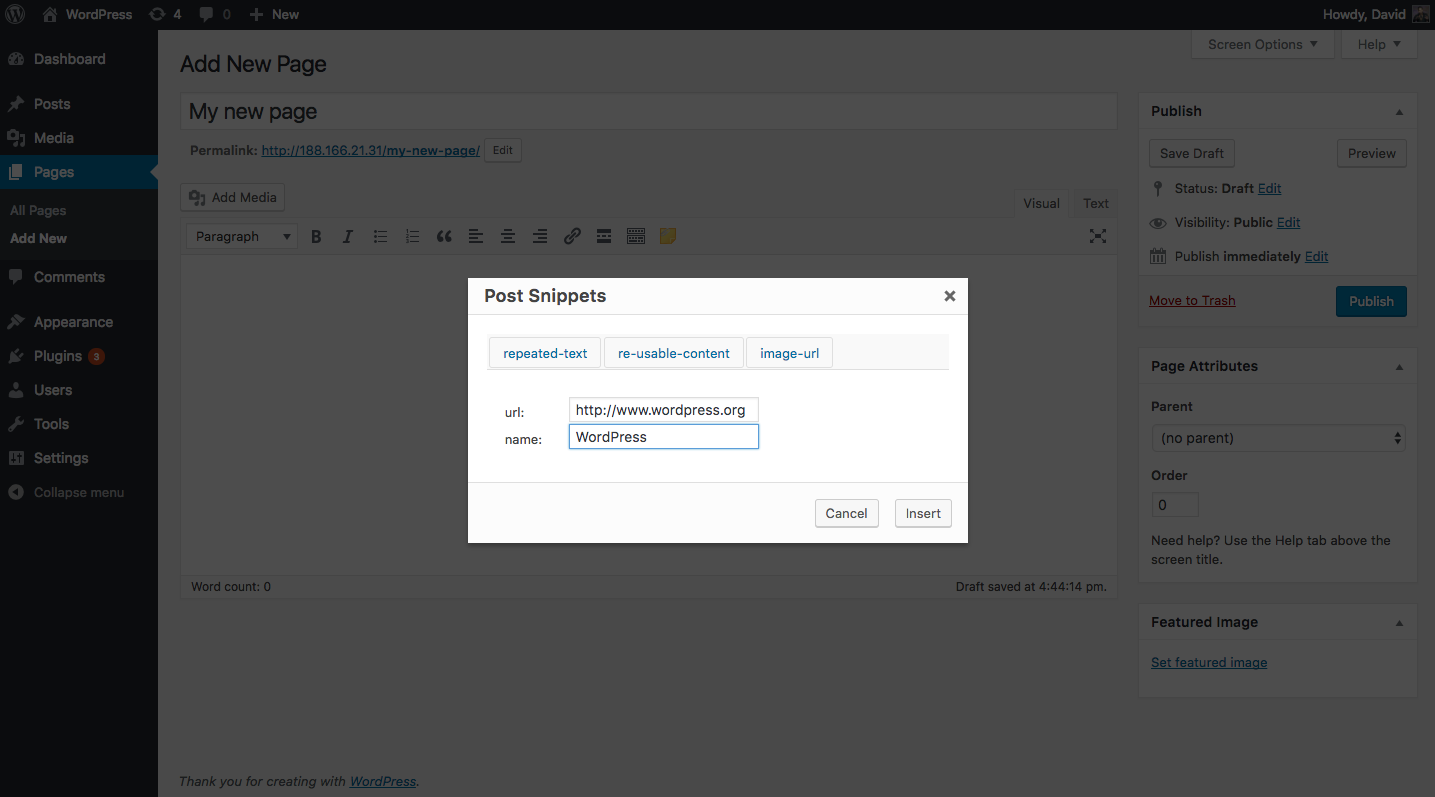 WordPress 4 0 New Howdy, David
Screen Options Help
Dashboard
Posts
Media
Pages
All Pages
Add New
Comments
Appearance
Plugins 3
Users
Tools
Settings
Collapse menu
Add New Page
My new page
Permalink: http://188.166.21.31/my-new-page/ Edit
Add Media
Visual Text
Paragraph B I
Post Snippets
repeated-text re-usable-content image-url
url: http://www.wordpress.org
name: WordPress
Cancel Insert
Word count: 0 Draft saved at 4:44:14 pm.
Publish
Save Draft Preview
Status: Draft Edit
Visibility: Public Edit
Publish immediately Edit
Move to Trash Publish
Page Attributes
Parent
(no parent)
Order
0
Need help? Use the Help tab above the
screen title.
Featured Image
Set featured image
Thank you for creating with WordPress.